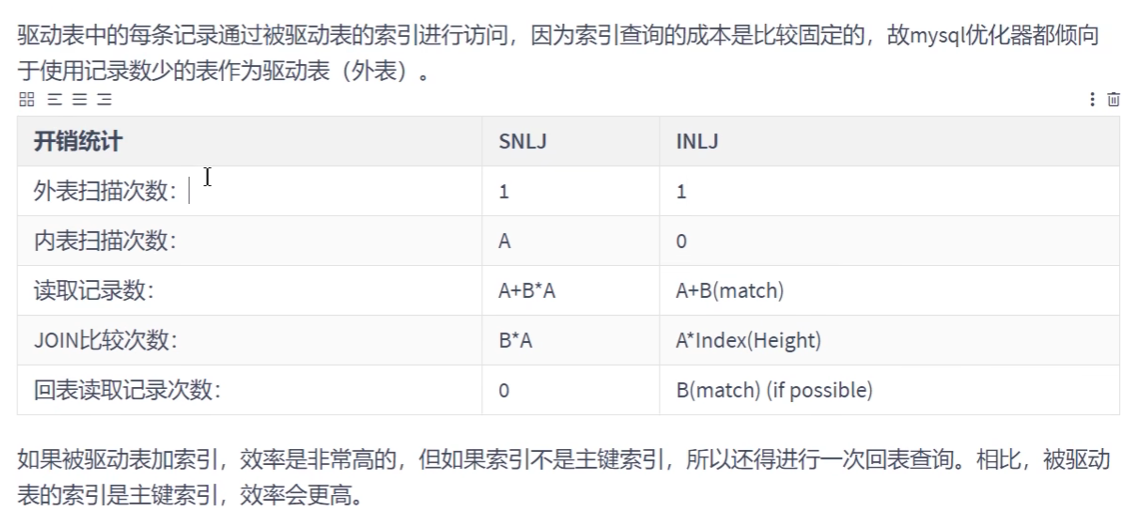 驱动表中的每条记录通过被驱动表的索引进行访问，因为索引查询的成本是比较固定的，故mysql优化器都倾向
于使用记录数少的表作为驱动表（外表）。
开销统计 SNLJ INLJ
外表扫描次数： 1 1
内表扫描次数： A 0
读取记录数： A+B*A A+B(match)
JOIN比较次数： B*A A*Index(Height)
回表读取记录次数： 0 B(match) (if possible)
如果被驱动表加索引，效率是非常高的，但如果索引不是主键索引，所以还得进行一次回表查询。相比，被驱动
表的索引是主键索引，效率会更高。